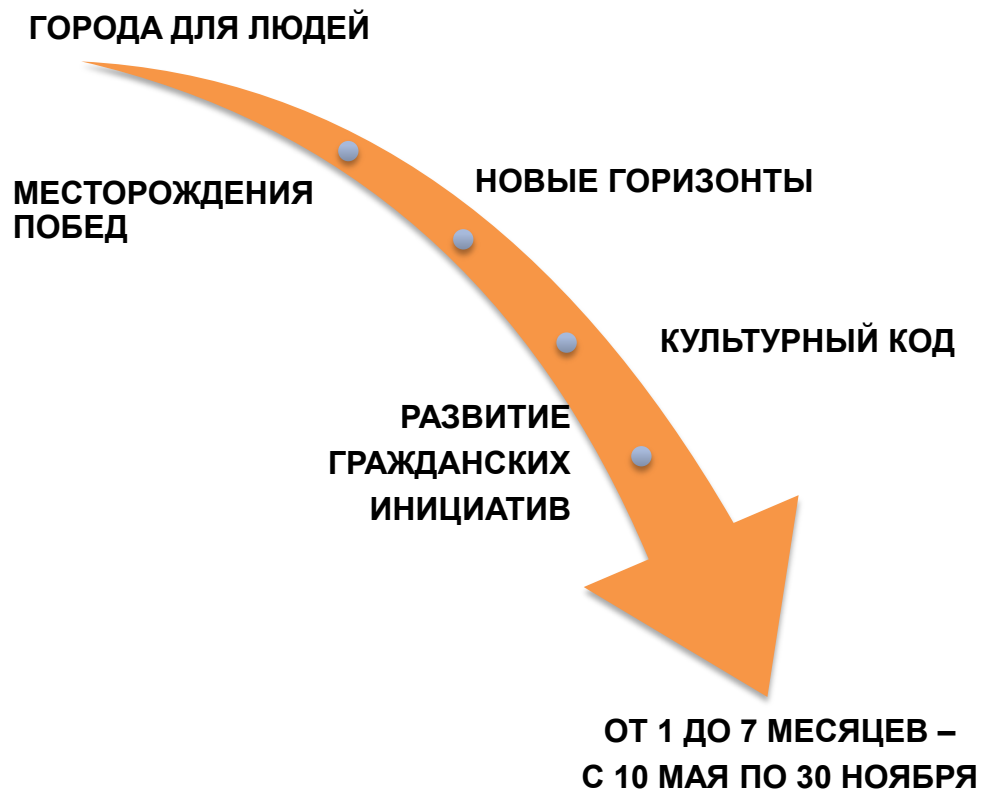 ГОРОДА ДЛЯ ЛЮДЕЙ
МЕСТОРОЖДЕНИЯ
ПОБЕД
НОВЫЕ ГОРИЗОНТЫ
КУЛЬТУРНЫЙ КОД
РАЗВИТИЕ
ГРАЖДАНСКИХ
ИНИЦИАТИВ
ОТ 1 ДО 7 МЕСЯЦЕВ –
С 10 МАЯ ПО 30 НОЯБРЯ